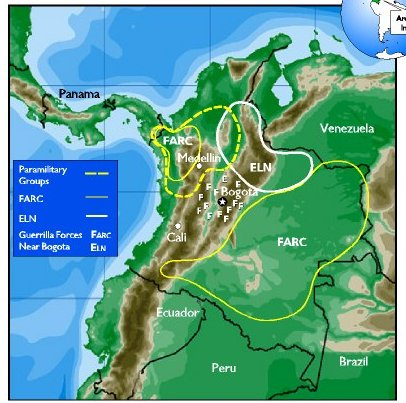 Panama
FARC
Medellin
ELN
Venezuela
Paramilitary
Groups
FARC
ELN
Guerrilla Forces FARC
Near Bogota ELN
E
F
F
F
Bogota
F
F
F
F
F
F
F
Cali
FARC
Ecuador
Peru
Brazil